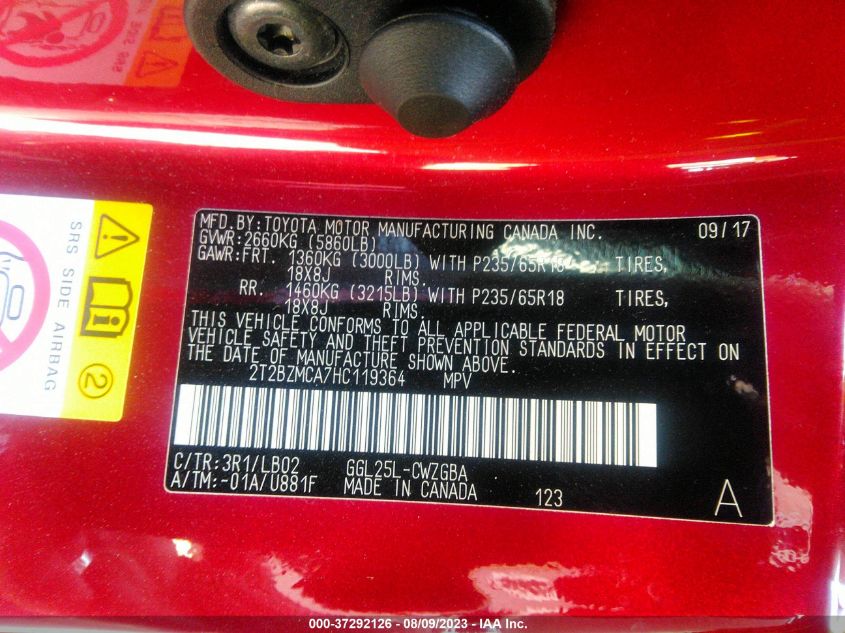 MFD.BY:TOYOTA MOTOR MANUFACTURING CANADA INC. 09/17
GVWR:2660KG (5860LB)
GAWR:FRT. 1360KG (3000LB) WITH P235/65R18 TIRES,
18X8J RIMS.
RR. 1460KG (3215LB) WITH P235/65R18 TIRES,
18X8J RIMS.
THIS VEHICLE CONFORMS TO ALL APPLICABLE FEDERAL MOTOR
VEHICLE SAFETY AND THEFT PREVENTION STANDARDS IN EFFECT ON
THE DATE OF MANUFACTURE SHOWN ABOVE.
2T2BZMCA7HC119364 MPV
C/TR:3R1/LB02 GGL25L-CWZGBA
A/TM:-01A/U881F MADE IN CANADA 123 A
SRS SIDE AIRBAG
2
SRS SIDE
000-37292126 - 08/09/2023 - IAA Inc.